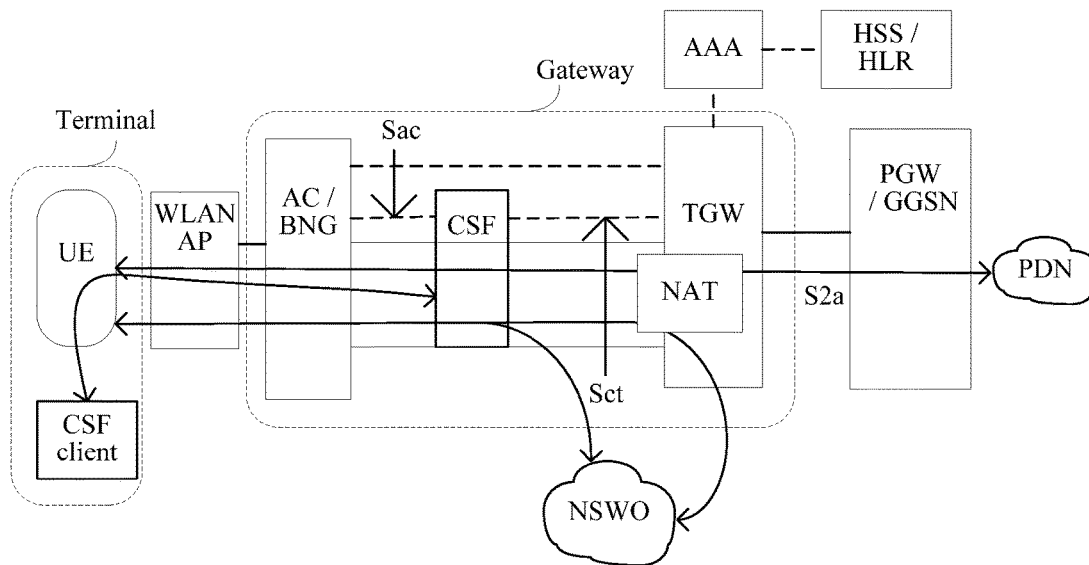 AAA
HSS /
HLR
Gateway
Terminal
Sac
AC /
BNG
WLAN
AP
CSF
TGW
PGW
/ GGSN
UE
NAT
S2a
PDN
Sct
CSF
client
NSWO